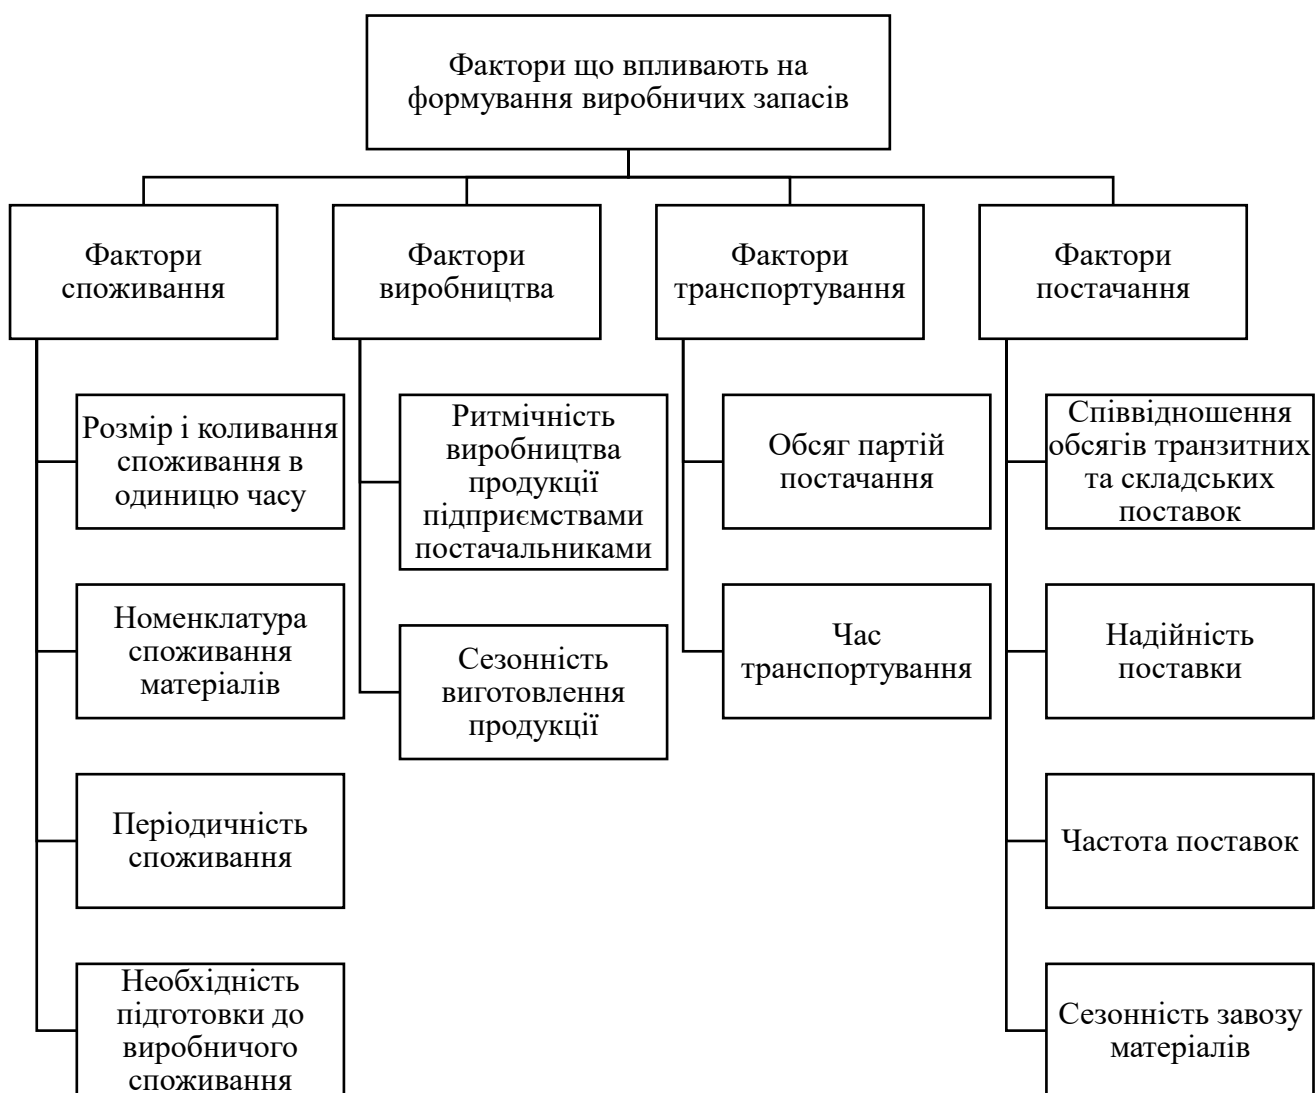 Фактори що впливають на
формування виробничих запасів
Фактори
споживання
Розмір і коливання
споживання в
одиницю часу
Номенклатура
споживання
матеріалів
Періодичність
споживання
Необхідність
підготовки до
виробничого
споживання
Фактори
виробництва
Ритмічність
виробництва
продукції
підприємствами
постачальниками
Сезонність
виготовлення
продукції
Фактори
транспортування
Обсяг партій
постачання
Час
транспортування
Фактори
постачання
Співвідношення
обсягів транзитних
та складських
поставок
Надійність
поставки
Частота поставок
Сезонність завозу
матеріалів